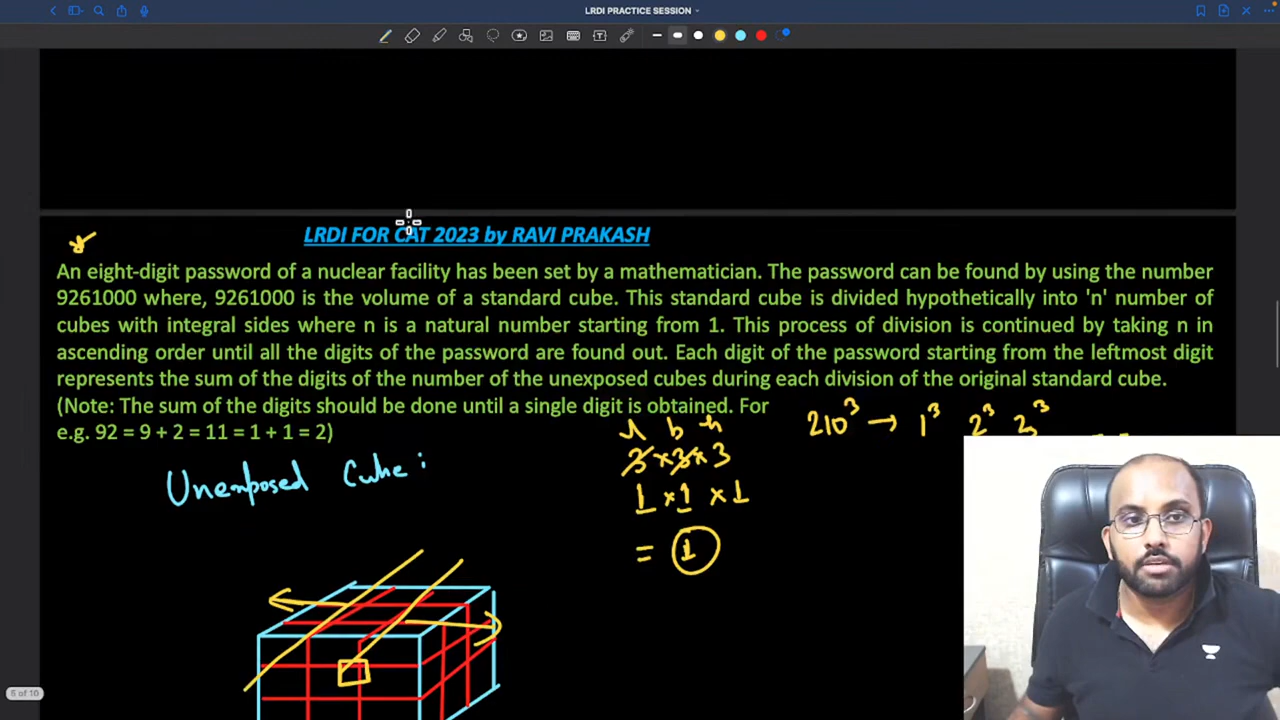 LRDI PRACTICE SESSION
LRDI FOR CAT 2023 by RAVI PRAKASH
An eight-digit password of a nuclear facility has been set by a mathematician. The password can be found by using the number
9261000 where, 9261000 is the volume of a standard cube. This standard cube is divided hypothetically into 'n' number of
cubes with integral sides where n is a natural number starting from 1. This process of division is continued by taking n in
ascending order until all the digits of the password are found out. Each digit of the password starting from the leftmost digit
represents the sum of the digits of the number of the unexposed cubes during each division of the original standard cube.
(Note: The sum of the digits should be done until a single digit is obtained. For
e.g. 92 = 9 + 2 = 11 = 1 + 1 = 2)
210³ → 1³ 2³ 3³
l b h
3 × 3 × 3
Unexposed Cube :
1 × 1 × 1
= 1
5 of 10